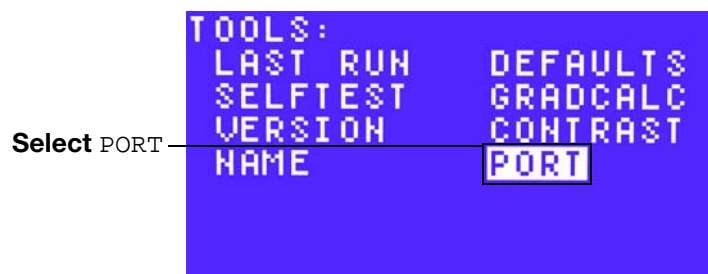 TOOLS:
LAST RUN DEFAULTS
SELFTEST GRADCALC
VERSION CONTRAST
Select PORT
NAME PORT